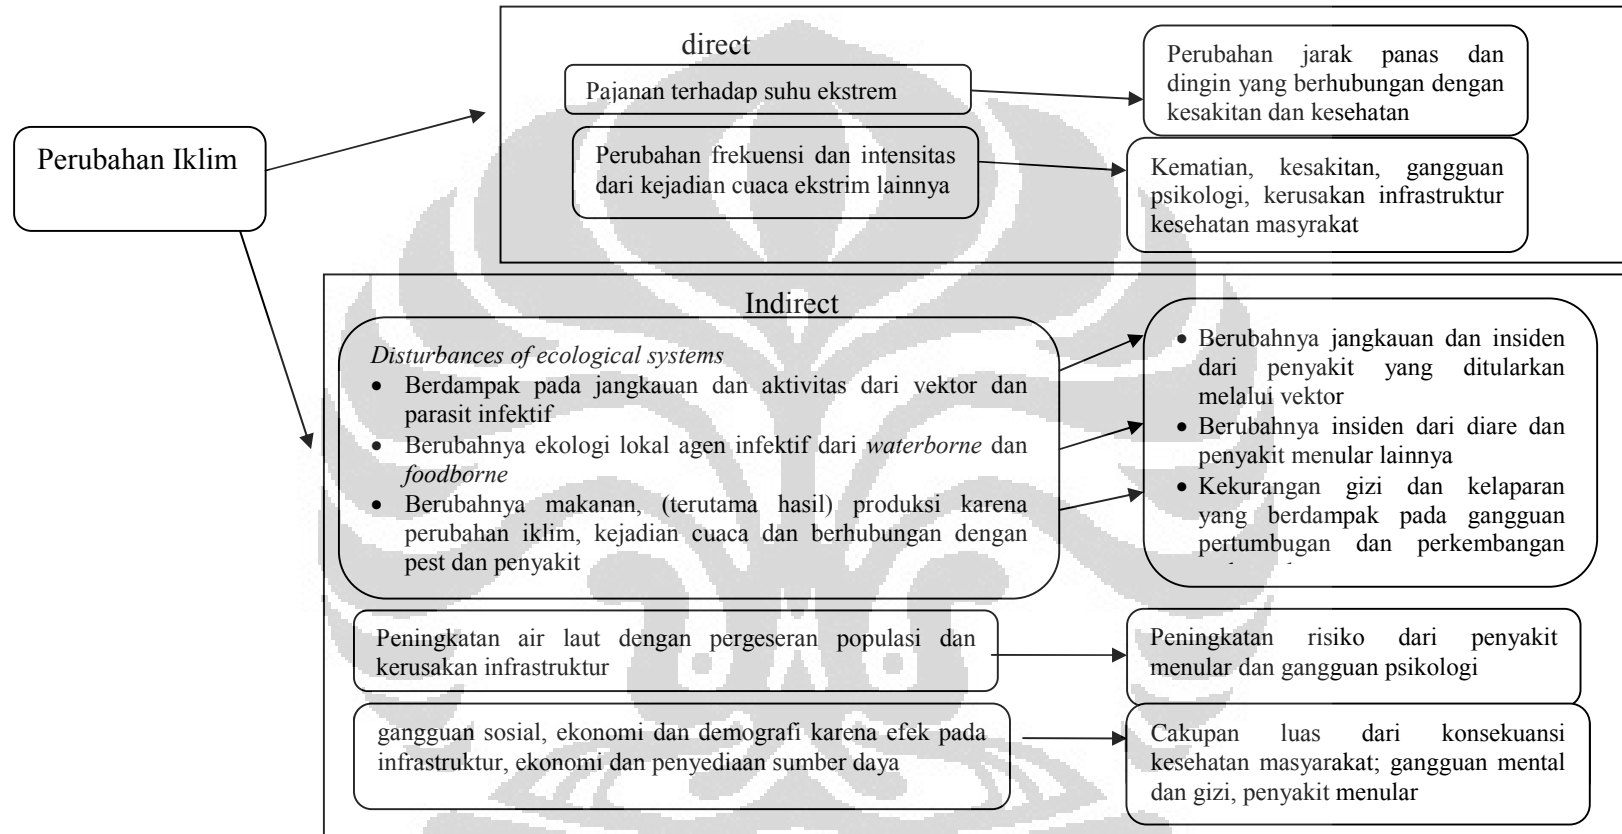 direct
Pajanan terhadap suhu ekstrem
Perubahan jarak panas dan
dingin yang berhubungan dengan
kesakitan dan kesehatan
Perubahan Iklim
Perubahan frekuensi dan intensitas
dari kejadian cuaca ekstrim lainnya
Kematian, kesakitan, gangguan
psikologi, kerusakan infrastruktur
kesehatan masyrakat
Indirect
Disturbances of ecological systems
• Berdampak pada jangkauan dan aktivitas dari vektor dan
parasit infektif
• Berubahnya ekologi lokal agen infektif dari waterborne dan
foodborne
• Berubahnya makanan, (terutama hasil) produksi karena
perubahan iklim, kejadian cuaca dan berhubungan dengan
pest dan penyakit
• Berubahnya jangkauan dan insiden
dari penyakit yang ditularkan
melalui vektor
• Berubahnya insiden dari diare dan
penyakit menular lainnya
• Kekurangan gizi dan kelaparan
yang berdampak pada gangguan
pertumbugan dan perkembangan
Peningkatan air laut dengan pergeseran populasi dan
kerusakan infrastruktur
Peningkatan risiko dari penyakit
menular dan gangguan psikologi
gangguan sosial, ekonomi dan demografi karena efek pada
infrastruktur, ekonomi dan penyediaan sumber daya
Cakupan luas dari konsekuansi
kesehatan masyarakat; gangguan mental
dan gizi, penyakit menular